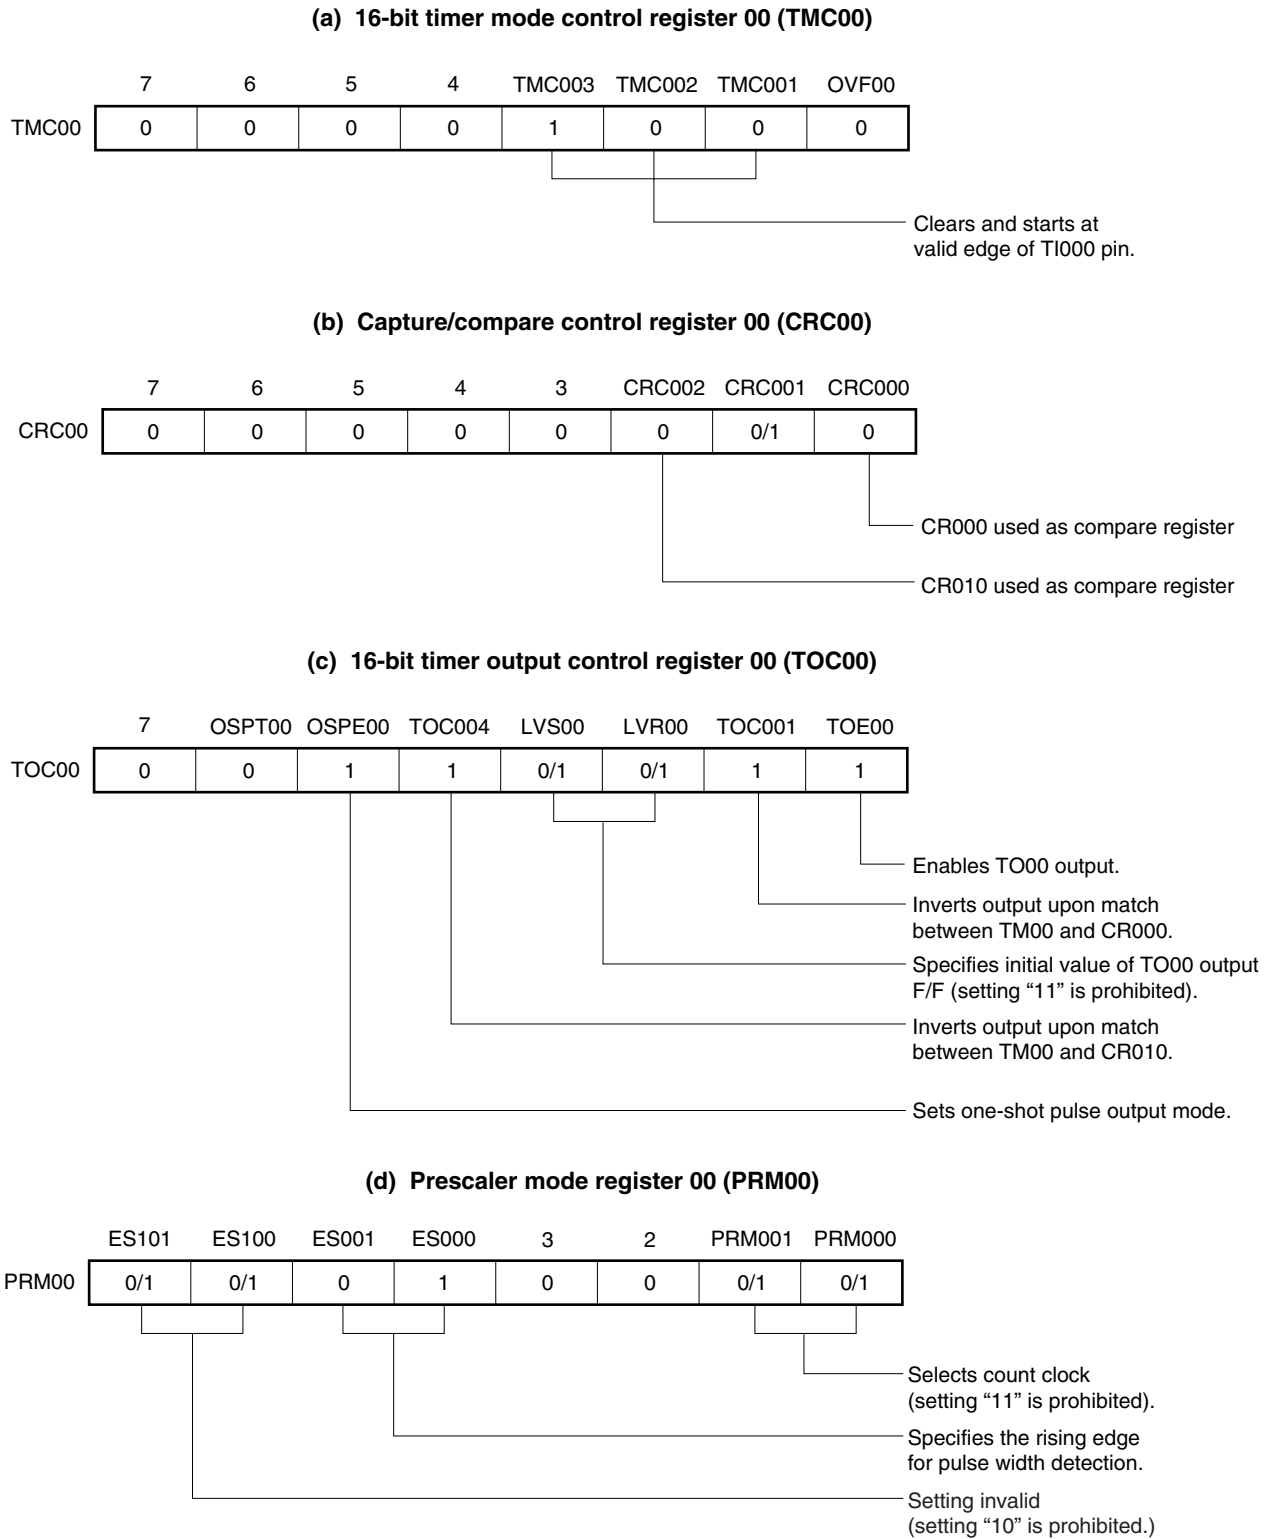 (a) 16-bit timer mode control register 00 (TMC00)
7 6 5 4 TMC003 TMC002 TMC001 OVF00
TMC00 0 0 0 0 1 0 0 0
Clears and starts at
valid edge of TI000 pin.
(b) Capture/compare control register 00 (CRC00)
7 6 5 4 3 CRC002 CRC001 CRC000
CRC00 0 0 0 0 0 0 0/1 0
CR000 used as compare register
CR010 used as compare register
(c) 16-bit timer output control register 00 (TOC00)
7 OSPT00 OSPE00 TOC004 LVS00 LVR00 TOC001 TOE00
TOC00 0 0 1 1 0/1 0/1 1 1
Enables TO00 output.
Inverts output upon match
between TM00 and CR000.
Specifies initial value of TO00 output
F/F (setting “11” is prohibited).
Inverts output upon match
between TM00 and CR010.
Sets one-shot pulse output mode.
(d) Prescaler mode register 00 (PRM00)
ES101 ES100 ES001 ES000 3 2 PRM001 PRM000
PRM00 0/1 0/1 0 1 0 0 0/1 0/1
Selects count clock
(setting “11” is prohibited).
Specifies the rising edge
for pulse width detection.
Setting invalid
(setting “10” is prohibited.)